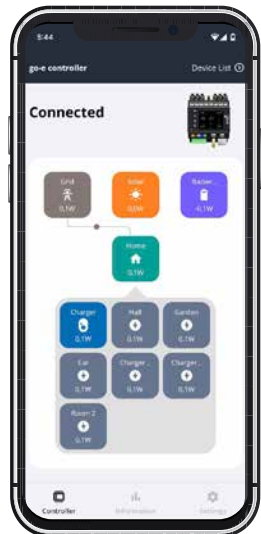 5:44
go-e controller Device List
Connected
Grid Solar Batter...
0,1W 0,0W -0,1W
Home
0,1W
Charger Hall Garden
0,1W 0,1W 0,1W
Car Charger... Charger...
0,1W 0,1W 0,1W
Room 2
0,1W
Controller Information Settings